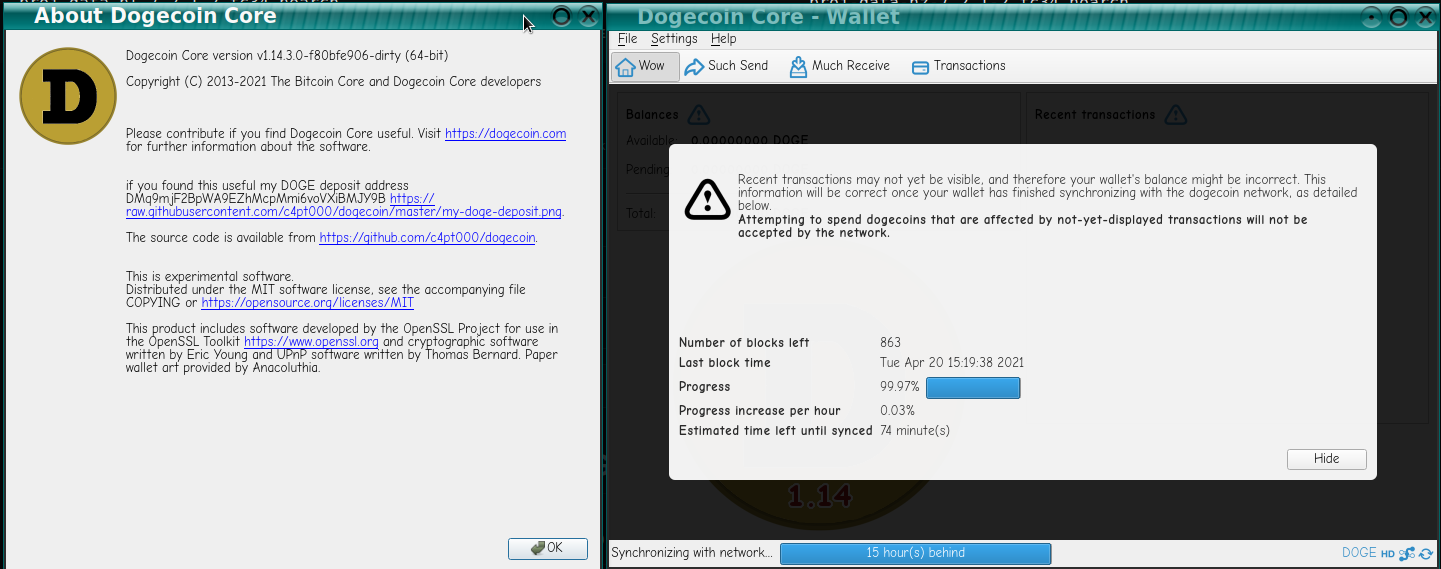 About Dogecoin Core
Dogecoin Core version v1.14.3.0-f80bfe906-dirty (64-bit)
Copyright (C) 2013-2021 The Bitcoin Core and Dogecoin Core developers
Please contribute if you find Dogecoin Core useful. Visit https://dogecoin.com
for further information about the software.
if you found this useful my DOGE deposit address
DMq9mjF2BpWA9EZhMcpMmi6voVXiBMJY9B https://
raw.githubusercontent.com/c4pt000/dogecoin/master/my-doge-deposit.png.
The source code is available from https://github.com/c4pt000/dogecoin.
This is experimental software.
Distributed under the MIT software license, see the accompanying file
COPYING or https://opensource.org/licenses/MIT
This product includes software developed by the OpenSSL Project for use in
the OpenSSL Toolkit https://www.openssl.org and cryptographic software
written by Eric Young and UPnP software written by Thomas Bernard. Paper
wallet art provided by Anacoluthia.
OK
Dogecoin Core - Wallet
File Settings Help
Wow Such Send Much Receive Transactions
Balances
Recent transactions
Available: 0.00000000 DOGE
Pending
Total:
Recent transactions may not yet be visible, and therefore your wallet's balance might be incorrect. This
information will be correct once your wallet has finished synchronizing with the dogecoin network, as detailed
below.
Attempting to spend dogecoins that are affected by not-yet-displayed transactions will not be
accepted by the network.
Number of blocks left 863
Last block time Tue Apr 20 15:19:38 2021
Progress 99.97%
Progress increase per hour 0.03%
Estimated time left until synced 74 minute(s)
Hide
1.14
Synchronizing with network... 15 hour(s) behind DOGE HD